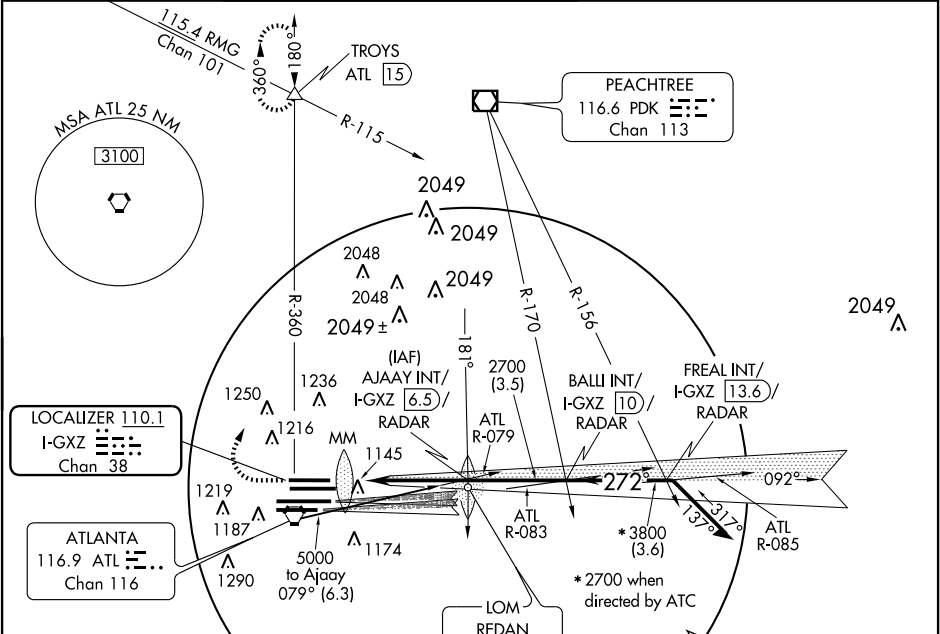 115.4 RMG
Chan 101
360°
180°
TROYS
ATL 15
PEACHTREE
116.6 PDK
Chan 113
MSA ATL 25 NM
3100
R-115
2049
2049
2048
2049
2048
2049 ±
2049
R-360
R-170
R-156
181°
(IAF)
AJAAY INT/
I-GXZ 6.5 /
RADAR
2700
(3.5)
BALLI INT/
I-GXZ 10 /
RADAR
FREAL INT/
I-GXZ 13.6 /
RADAR
1250
1236
1216
LOCALIZER 110.1
I-GXZ
Chan 38
MM
1145
ATL
R-079
272°
092°
1219
1187
ATL
R-083
*3800
(3.6)
137°
317°
ATL
R-085
ATLANTA
116.9 ATL
Chan 116
1290
5000
to Ajaay
079° (6.3)
1174
* 2700 when
directed by ATC
LOM
REDAN